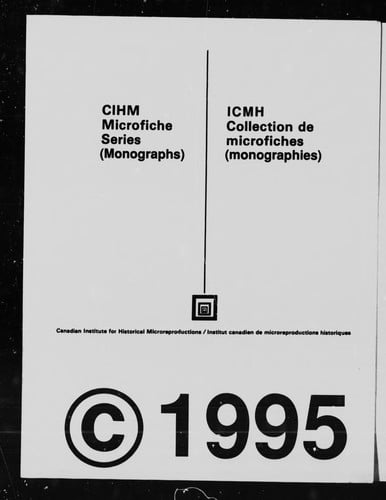 CIHM
Microfiche
Series
(Monographs)
ICMH
Collection de
microfiches
(monographies)
Canadian Institute for Historical Microreproductions / Institut canadien de microreproductions historiques
© 1995